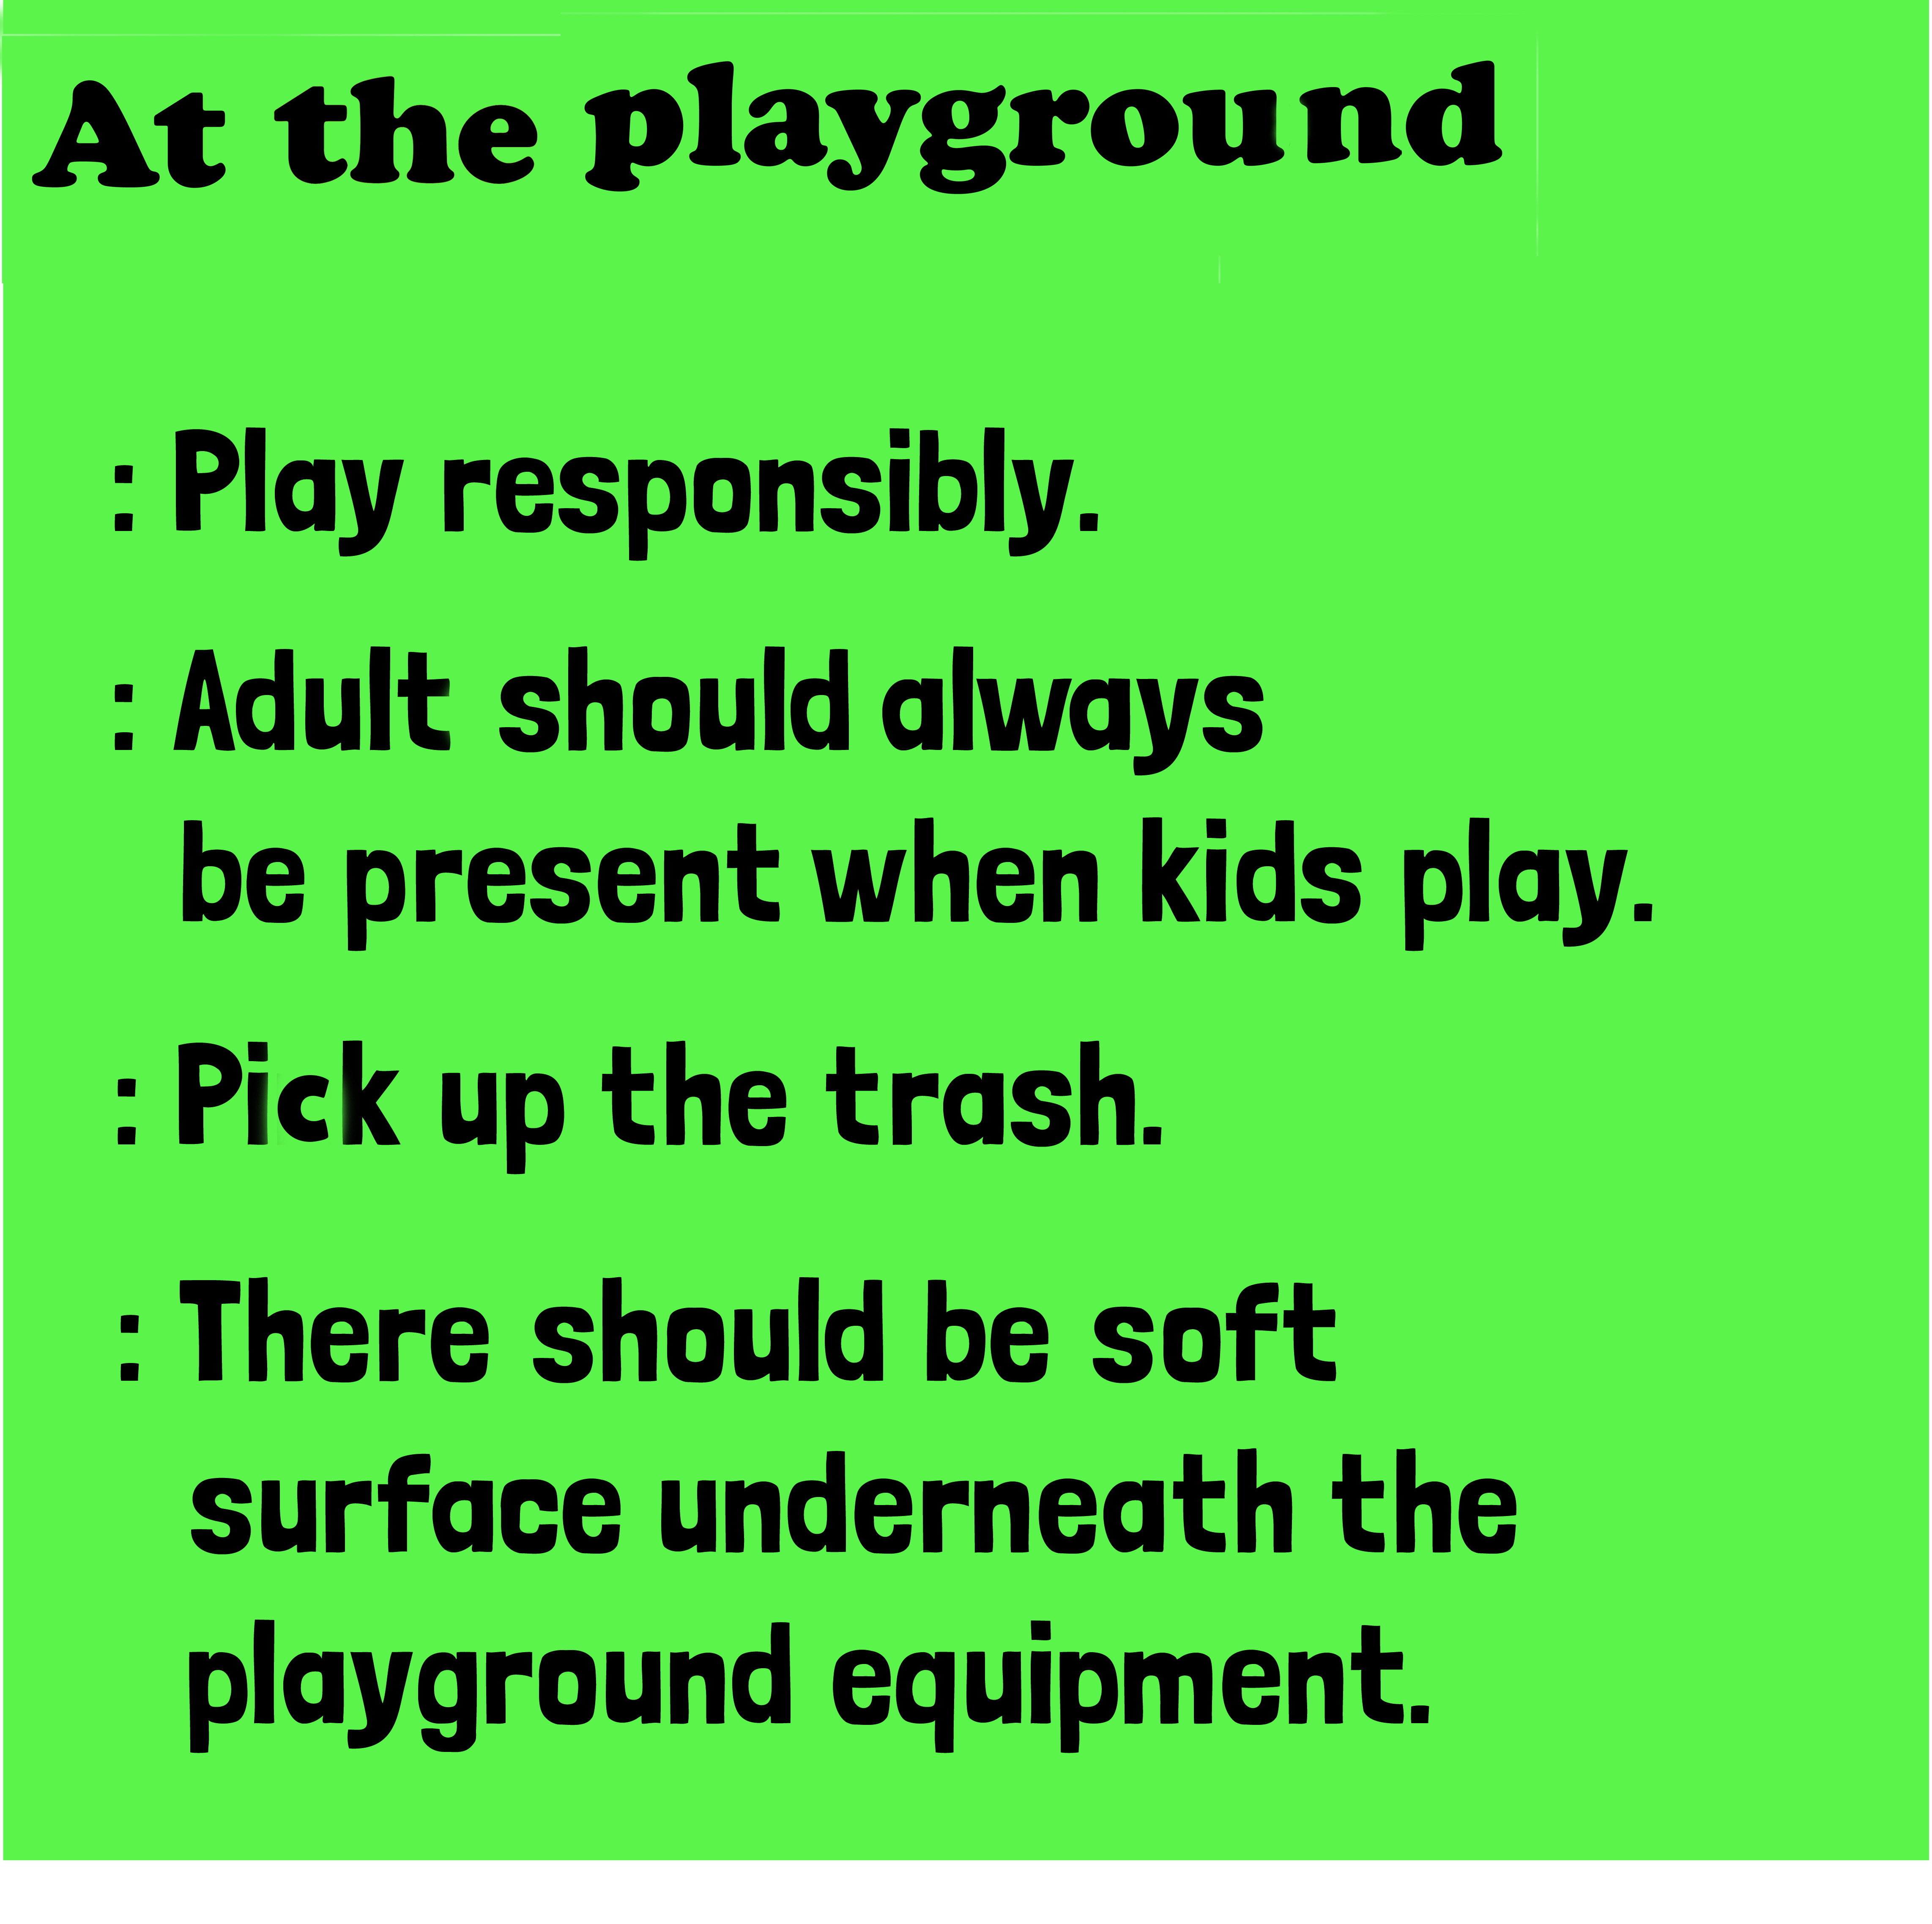 At the playground
: Play responsibly.
: Adult should always
be present when kids play.
: Pick up the trash.
: There should be soft
surface underneath the
playground equipment.